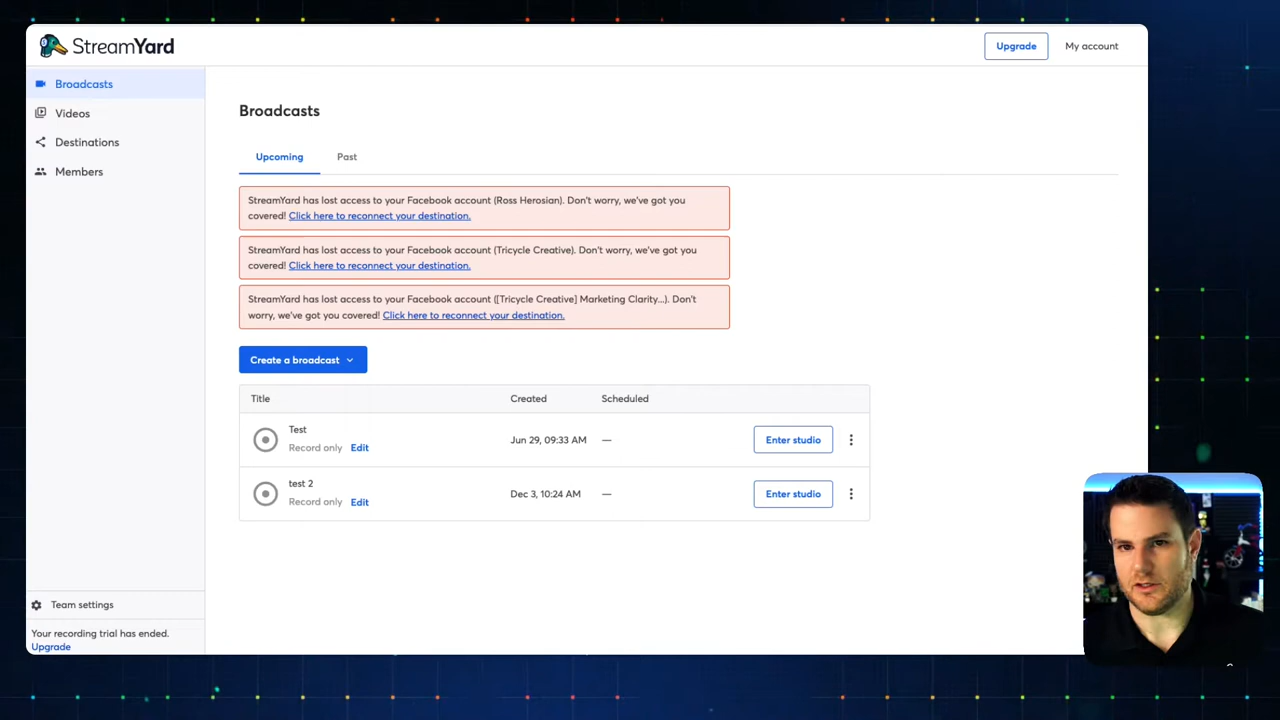 StreamYard
Upgrade
My account
Broadcasts
Videos
Destinations
Members
Broadcasts
Upcoming
Past
StreamYard has lost access to your Facebook account (Ross Herosian). Don't worry, we've got you
covered! Click here to reconnect your destination.
StreamYard has lost access to your Facebook account (Tricycle Creative). Don't worry, we've got you
covered! Click here to reconnect your destination.
StreamYard has lost access to your Facebook account ([Tricycle Creative] Marketing Clarity...). Don't
worry, we've got you covered! Click here to reconnect your destination.
Create a broadcast
Title Created Scheduled
Test
Record only Edit
Jun 29, 09:33 AM —
Enter studio
test 2
Record only Edit
Dec 3, 10:24 AM —
Enter studio
Team settings
Your recording trial has ended.
Upgrade